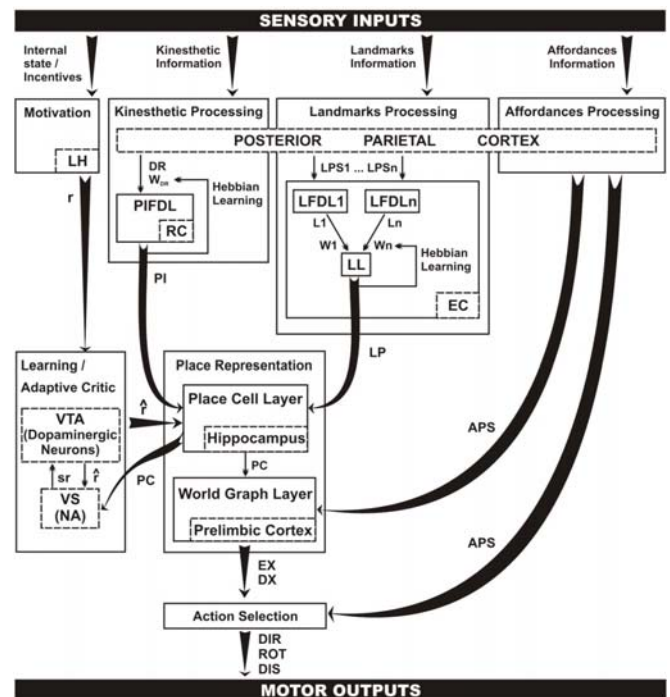 SENSORY INPUTS
Internal
state /
Incentives
Kinesthetic
Information
Landmarks
Information
Affordances
Information
Motivation
LH
Kinesthetic Processing
Landmarks Processing
Affordances Processing
POSTERIOR PARIETAL CORTEX
r
DR
WDR
Hebbian
Learning
PIFDL
RC
PI
LPS1 ... LPSn
LFDL1
LFDLn
L1
Ln
W1
Wn
LL
Hebbian
Learning
EC
LP
Learning /
Adaptive Critic
VTA
(Dopaminergic
Neurons)
sr
r̂
VS
(NA)
r̂
PC
Place Representation
Place Cell Layer
Hippocampus
PC
World Graph Layer
Prelimbic Cortex
APS
APS
EX
DX
Action Selection
DIR
ROT
DIS
MOTOR OUTPUTS